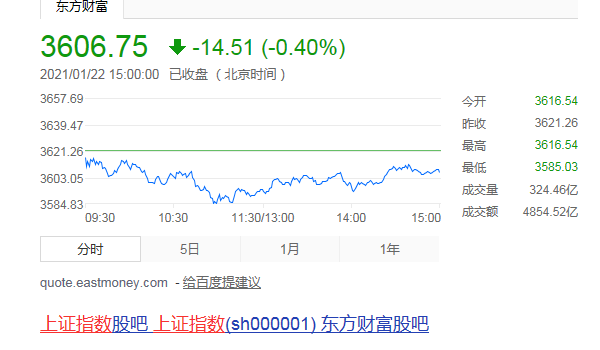 东方财富
3606.75 -14.51 (-0.40%)
2021/01/22 15:00:00 已收盘 （北京时间）
3657.69
3639.47
3621.26
3603.05
3584.83
09:30 10:30 11:30/13:00 14:00 15:00
今开 3616.54
昨收 3621.26
最高 3616.54
最低 3585.03
成交量 324.46亿
成交额 4854.52亿
分时 5日 1月 1年
quote.eastmoney.com - 给百度提建议
上证指数股吧 上证指数(sh000001) 东方财富股吧